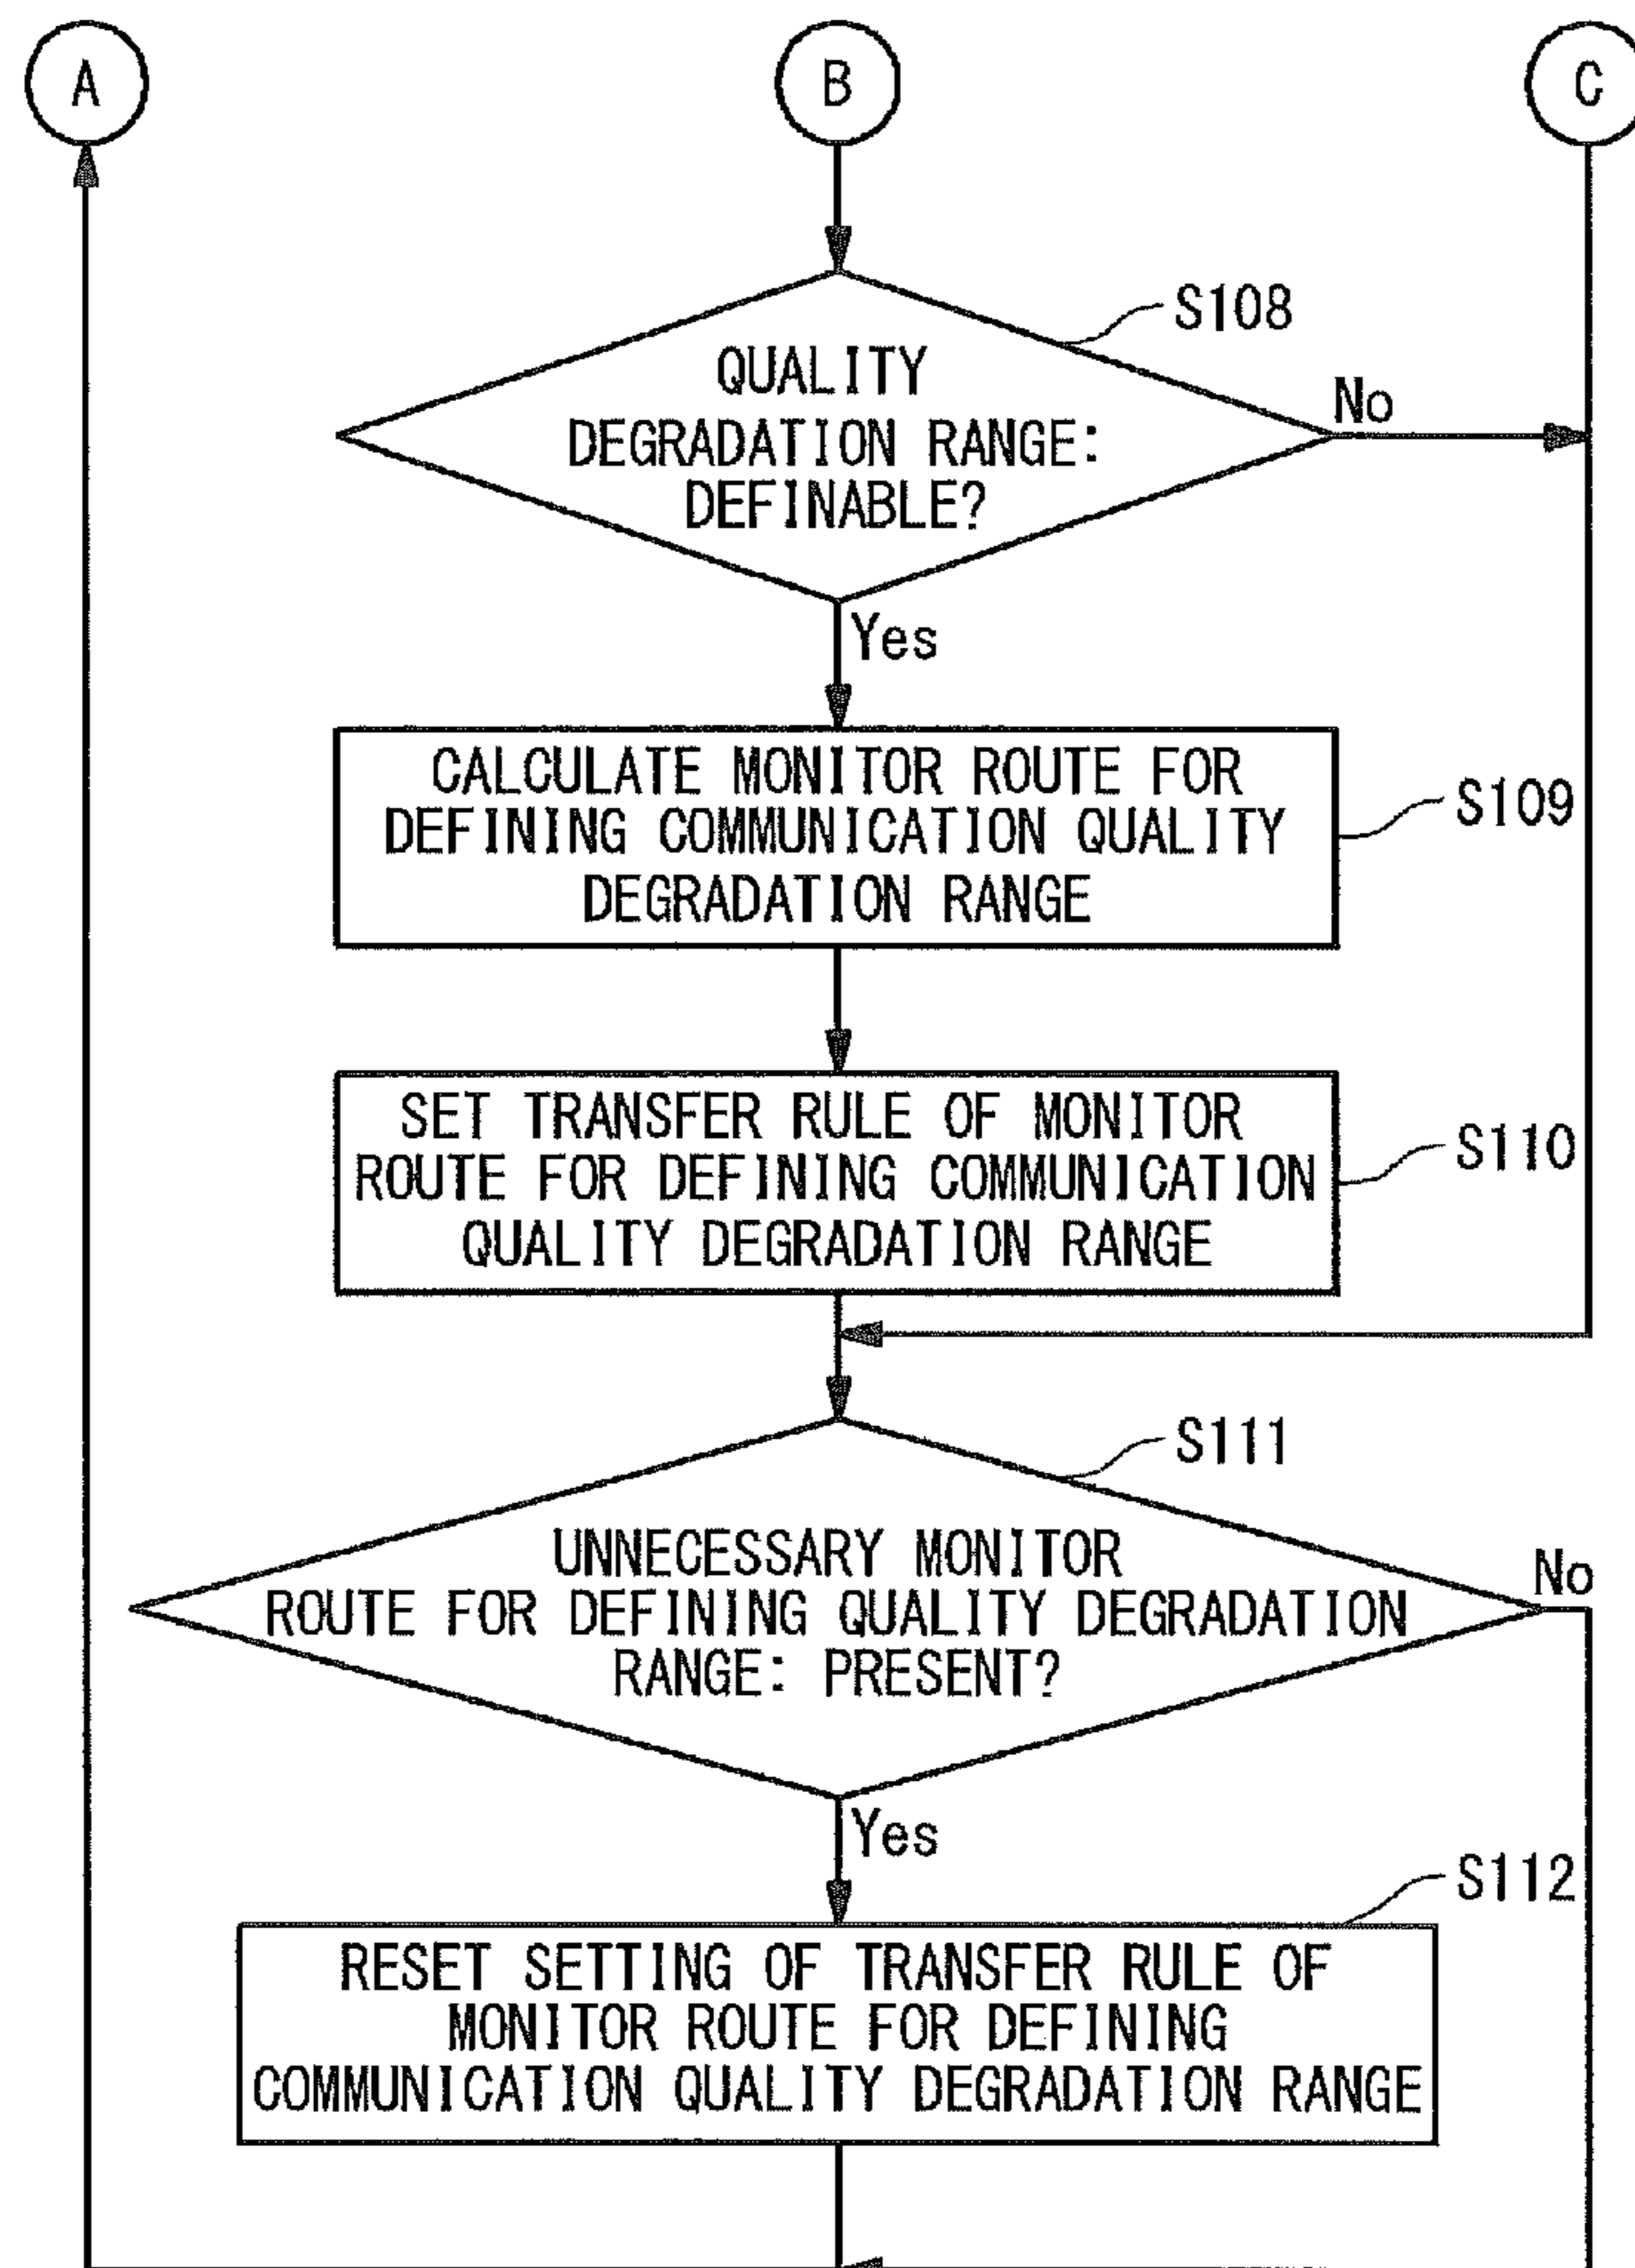 A
B
C
S108
QUALITY
DEGRADATION RANGE:
DEFINABLE?
No
Yes
CALCULATE MONITOR ROUTE FOR
DEFINING COMMUNICATION QUALITY
DEGRADATION RANGE
S109
SET TRANSFER RULE OF MONITOR
ROUTE FOR DEFINING COMMUNICATION
QUALITY DEGRADATION RANGE
S110
S111
UNNECESSARY MONITOR
ROUTE FOR DEFINING QUALITY DEGRADATION
RANGE: PRESENT?
No
Yes
S112
RESET SETTING OF TRANSFER RULE OF
MONITOR ROUTE FOR DEFINING
COMMUNICATION QUALITY DEGRADATION RANGE